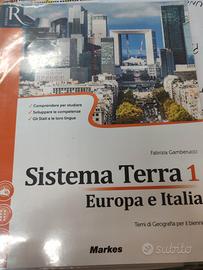 Comprendere per studiare
Sviluppare le competenze
Gli Stati e le loro lingue
Fabrizia Gamberucci
Sistema Terra 1
Europa e Italia
Temi di Geografia per il biennio
Markes
subito